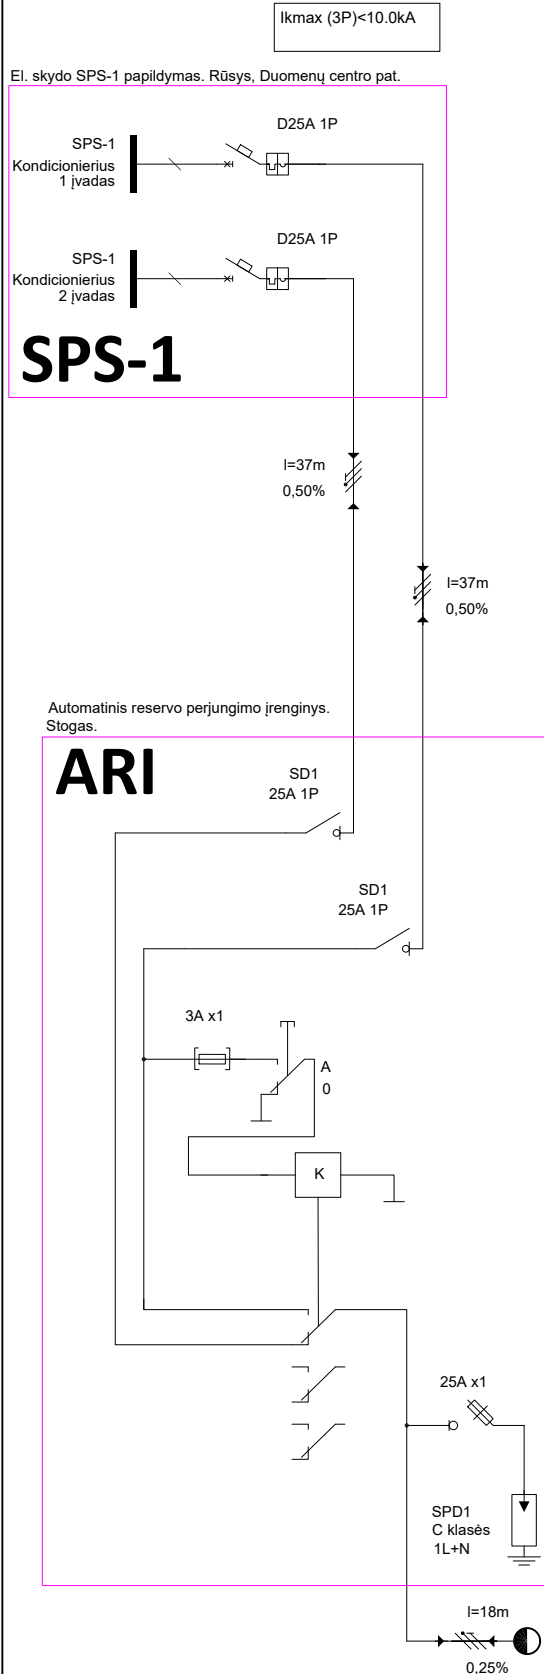 Ikmax (3P)<10.0kA
El. skydo SPS-1 papildymas. Rūsys, Duomenų centro pat.
D25A 1P
SPS-1
Kondicionierius
1 įvadas
D25A 1P
SPS-1
Kondicionierius
2 įvadas
SPS-1
l=37m
0,50%
l=37m
0,50%
Automatinis reservo perjungimo įrenginys.
Stogas.
ARI
SD1
25A 1P
SD1
25A 1P
3A x1
A
0
K
25A x1
SPD1
C klasės
1L+N
l=18m
0,25%